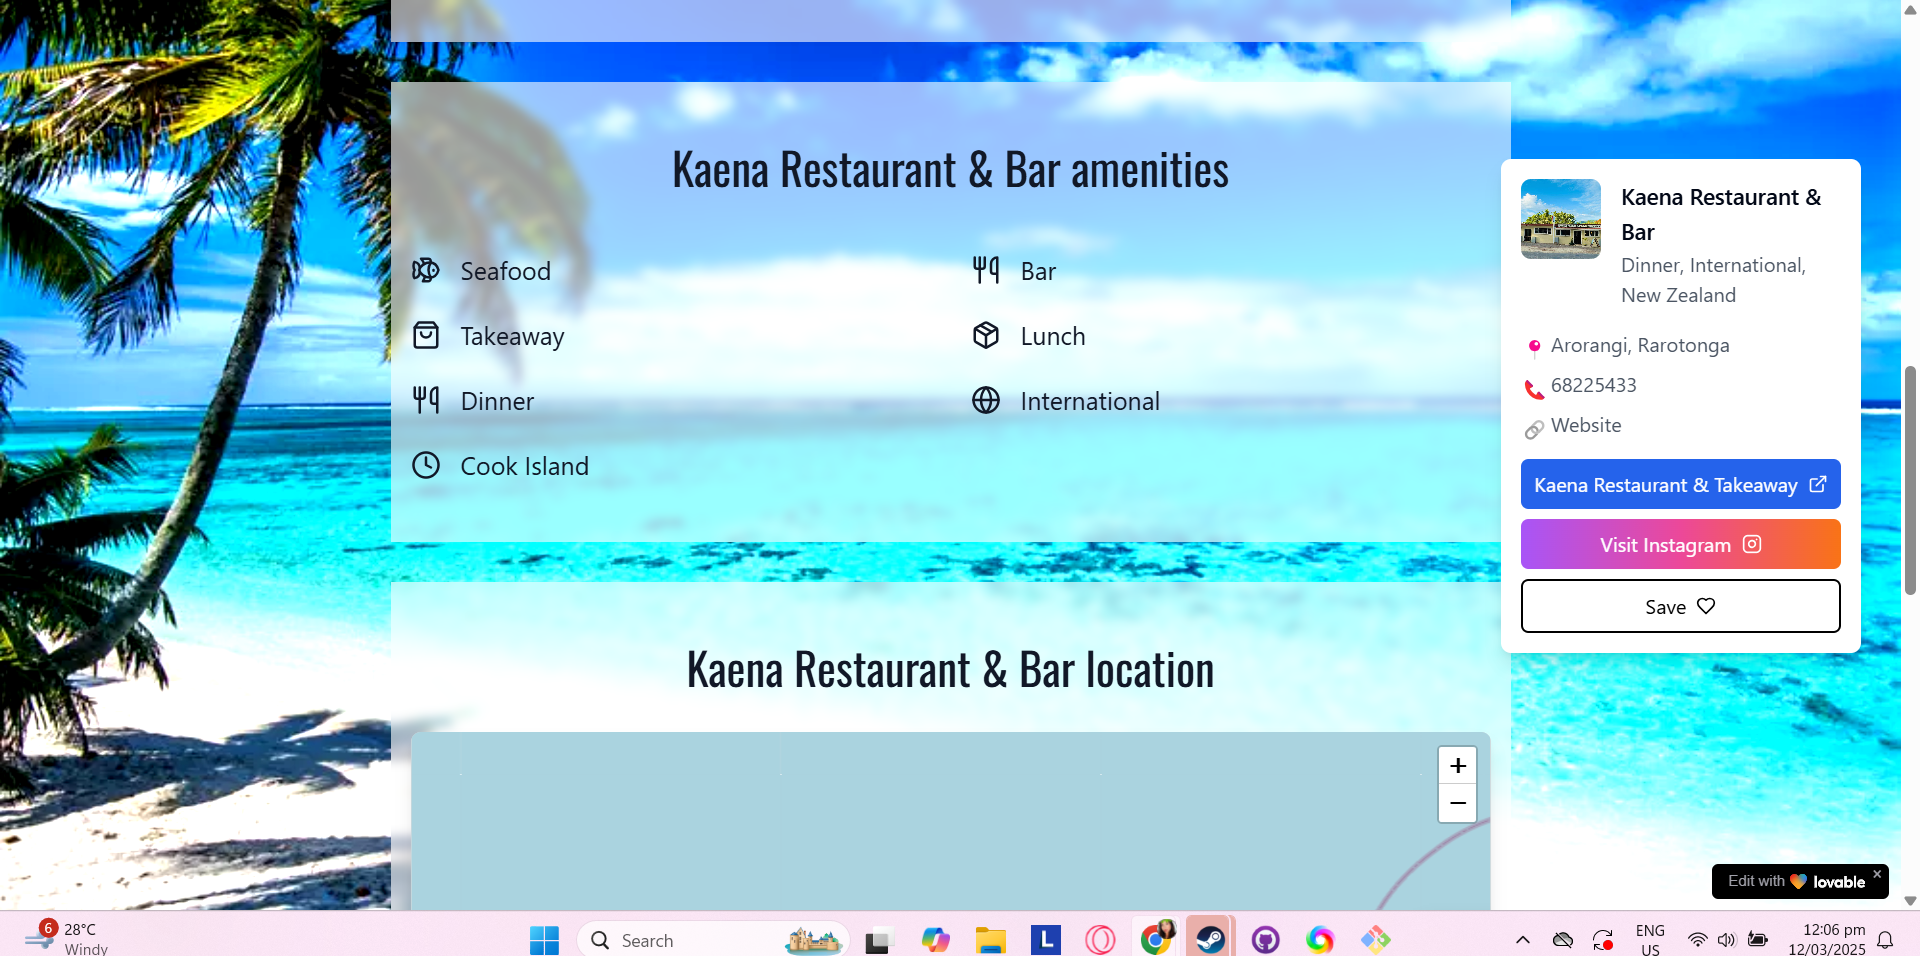 Kaena Restaurant & Bar amenities
Seafood
Bar
Takeaway
Lunch
Dinner
International
Cook Island
Kaena Restaurant & Bar location
+
−
Kaena Restaurant &
Bar
Dinner, International,
New Zealand
Arorangi, Rarotonga
68225433
Website
Kaena Restaurant & Takeaway
Visit Instagram
Save
Edit with lovable ×
6
28°C
Windy
Search
L
ENG
US
12:06 pm
12/03/2025